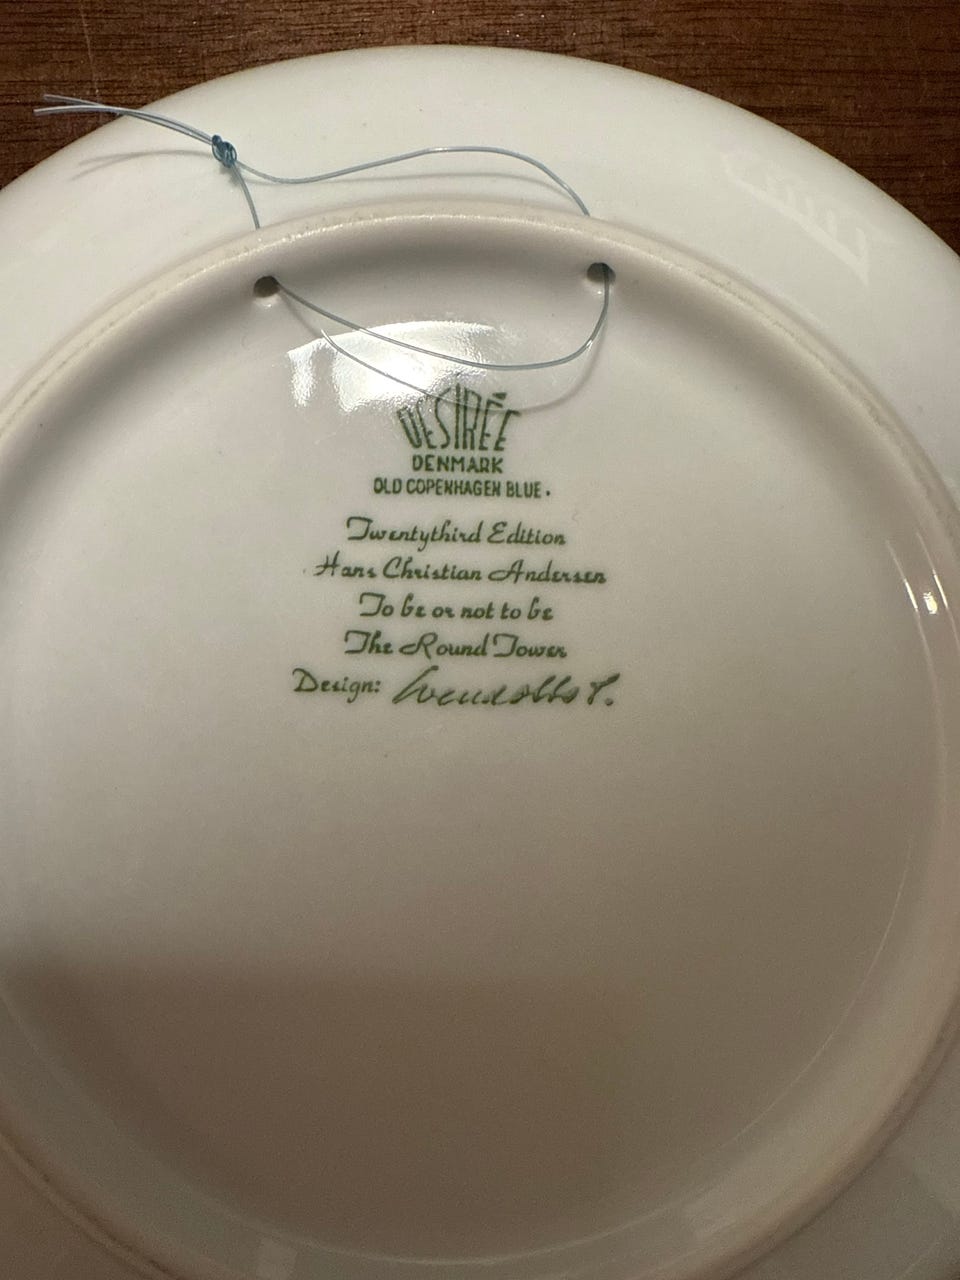 DESIRÉE
DENMARK
OLD COPENHAGEN BLUE.
Twentythird Edition
Hans Christian Andersen
To be or not to be
The Round Tower
Design: